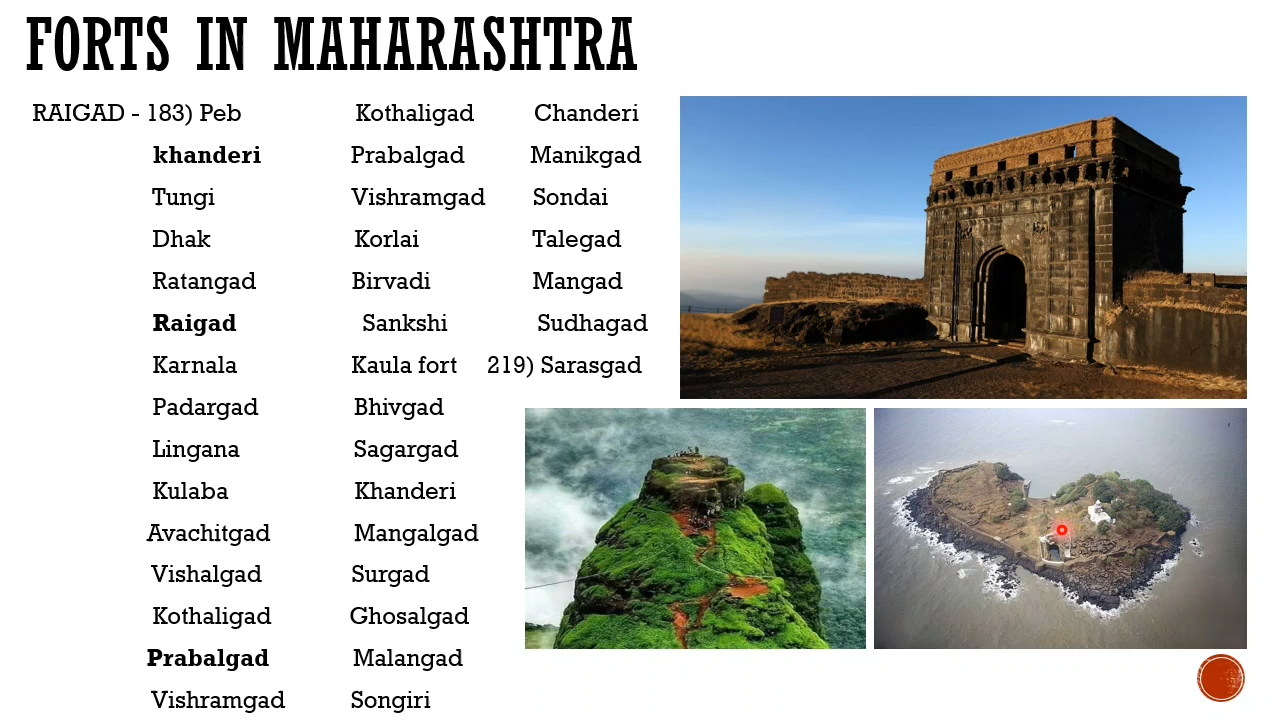 FORTS IN MAHARASHTRA
RAIGAD - 183) Peb Kothaligad Chanderi
khanderi Prabalgad Manikgad
Tungi Vishramgad Sondai
Dhak Korlai Talegad
Ratangad Birvadi Mangad
Raigad Sankshi Sudhagad
Karnala Kaula fort 219) Sarasgad
Padargad Bhivgad
Lingana Sagargad
Kulaba Khanderi
Avachitgad Mangalgad
Vishalgad Surgad
Kothaligad Ghosalgad
Prabalgad Malangad
Vishramgad Songiri